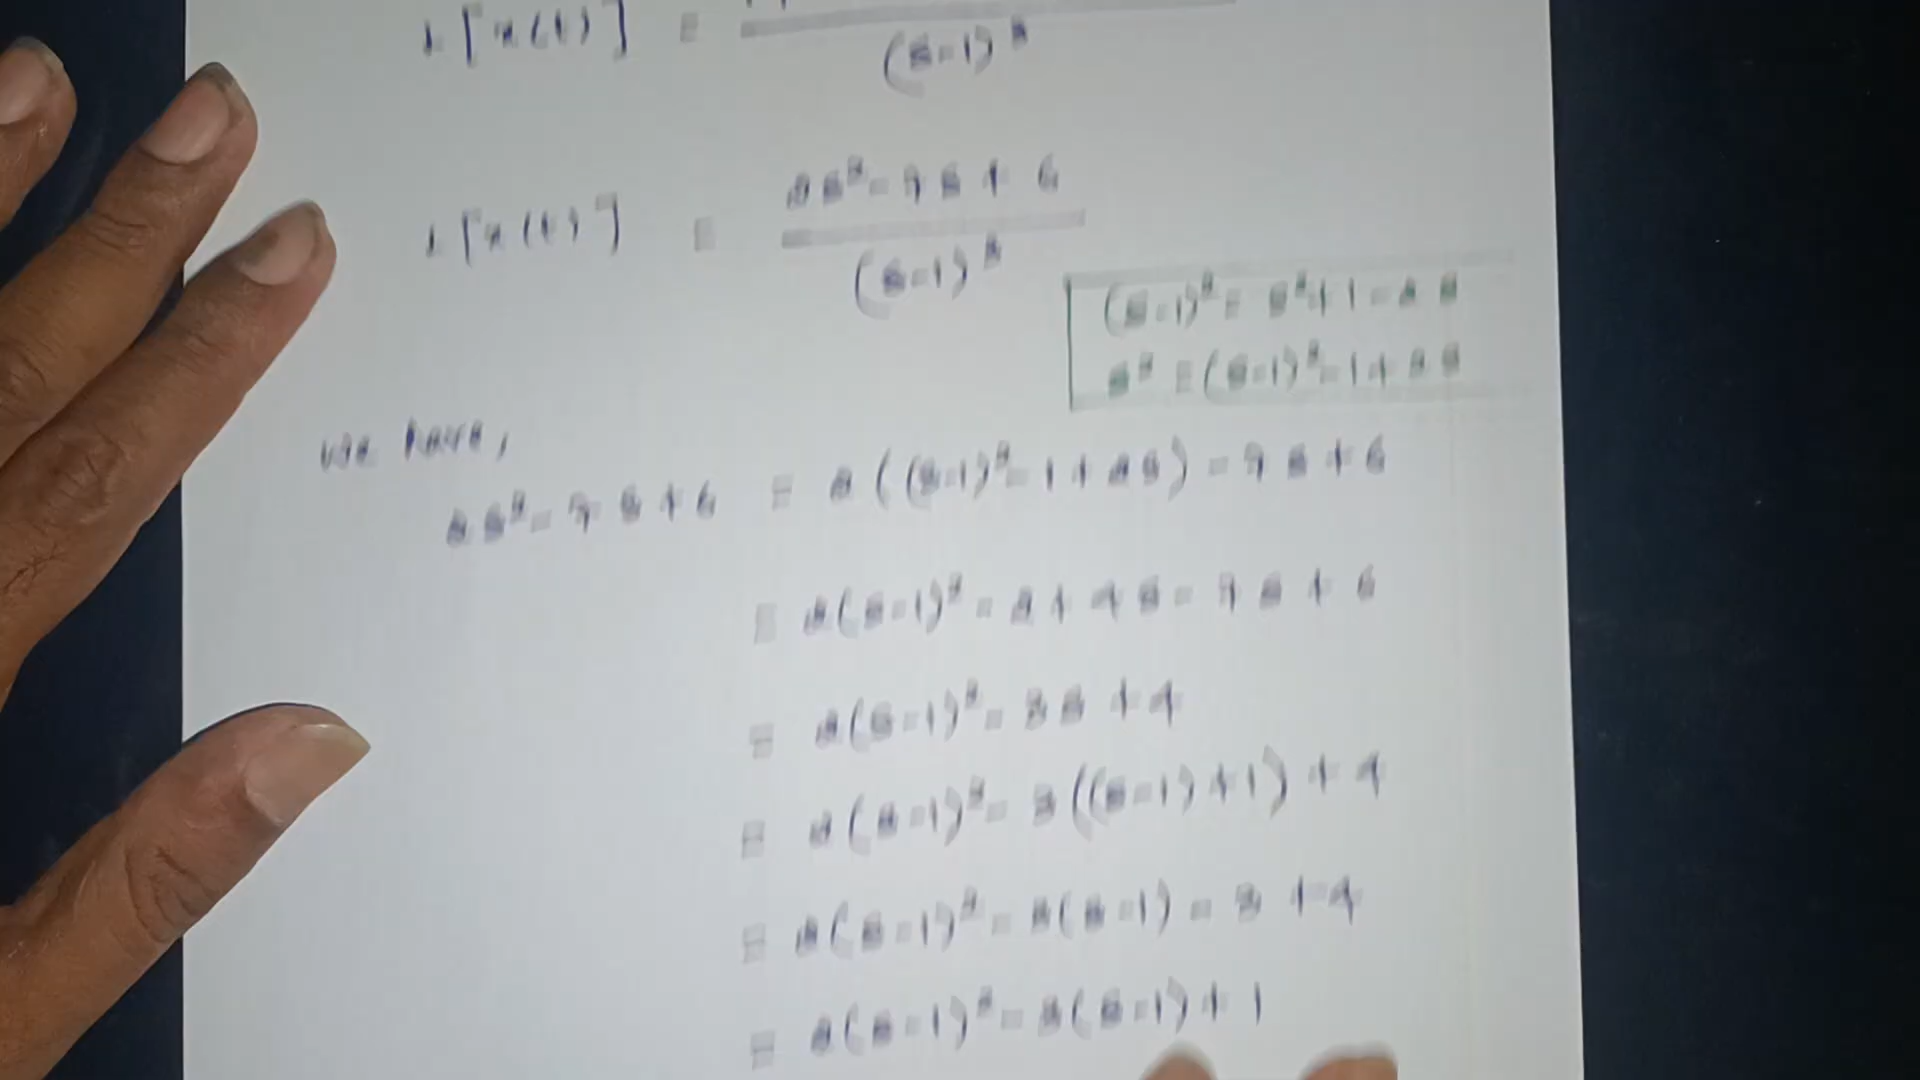 L[x(t)] = (s-1)³
L[x(t)] = 2s²-7s+6 / (s-1)³
(s-1)² = s²+1-2s
s² = (s-1)²-1+2s
we have,
2s²-7s+6 = 2((s-1)²-1+2s)-7s+6
= 2(s-1)²-2+4s-7s+6
= 2(s-1)²-3s+4
= 2(s-1)²-3((s-1)+1)+4
= 2(s-1)²-3(s-1)-3+4
= 2(s-1)²-3(s-1)+1